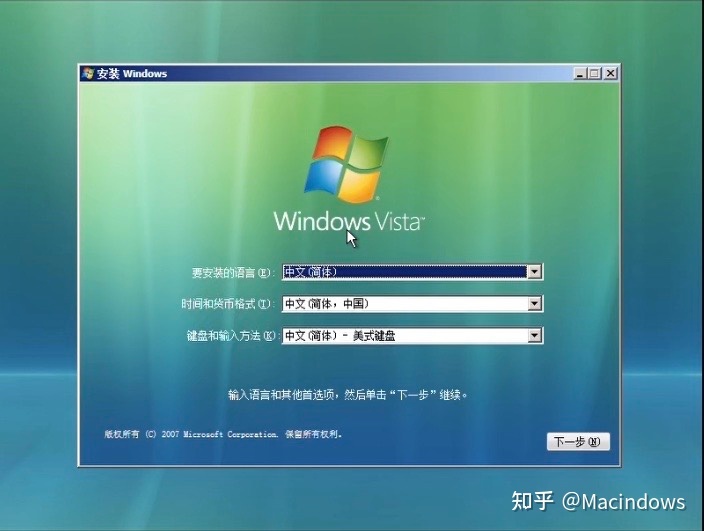 安装 Windows
Windows Vista™
要安装的语言(E): 中文(简体)
时间和货币格式(T): 中文(简体，中国)
键盘和输入方法(K): 中文(简体) - 美式键盘
输入语言和其他首选项，然后单击“下一步”继续。
版权所有 (C) 2007 Microsoft Corporation. 保留所有权利。
下一步(N)
知乎 @Macindows